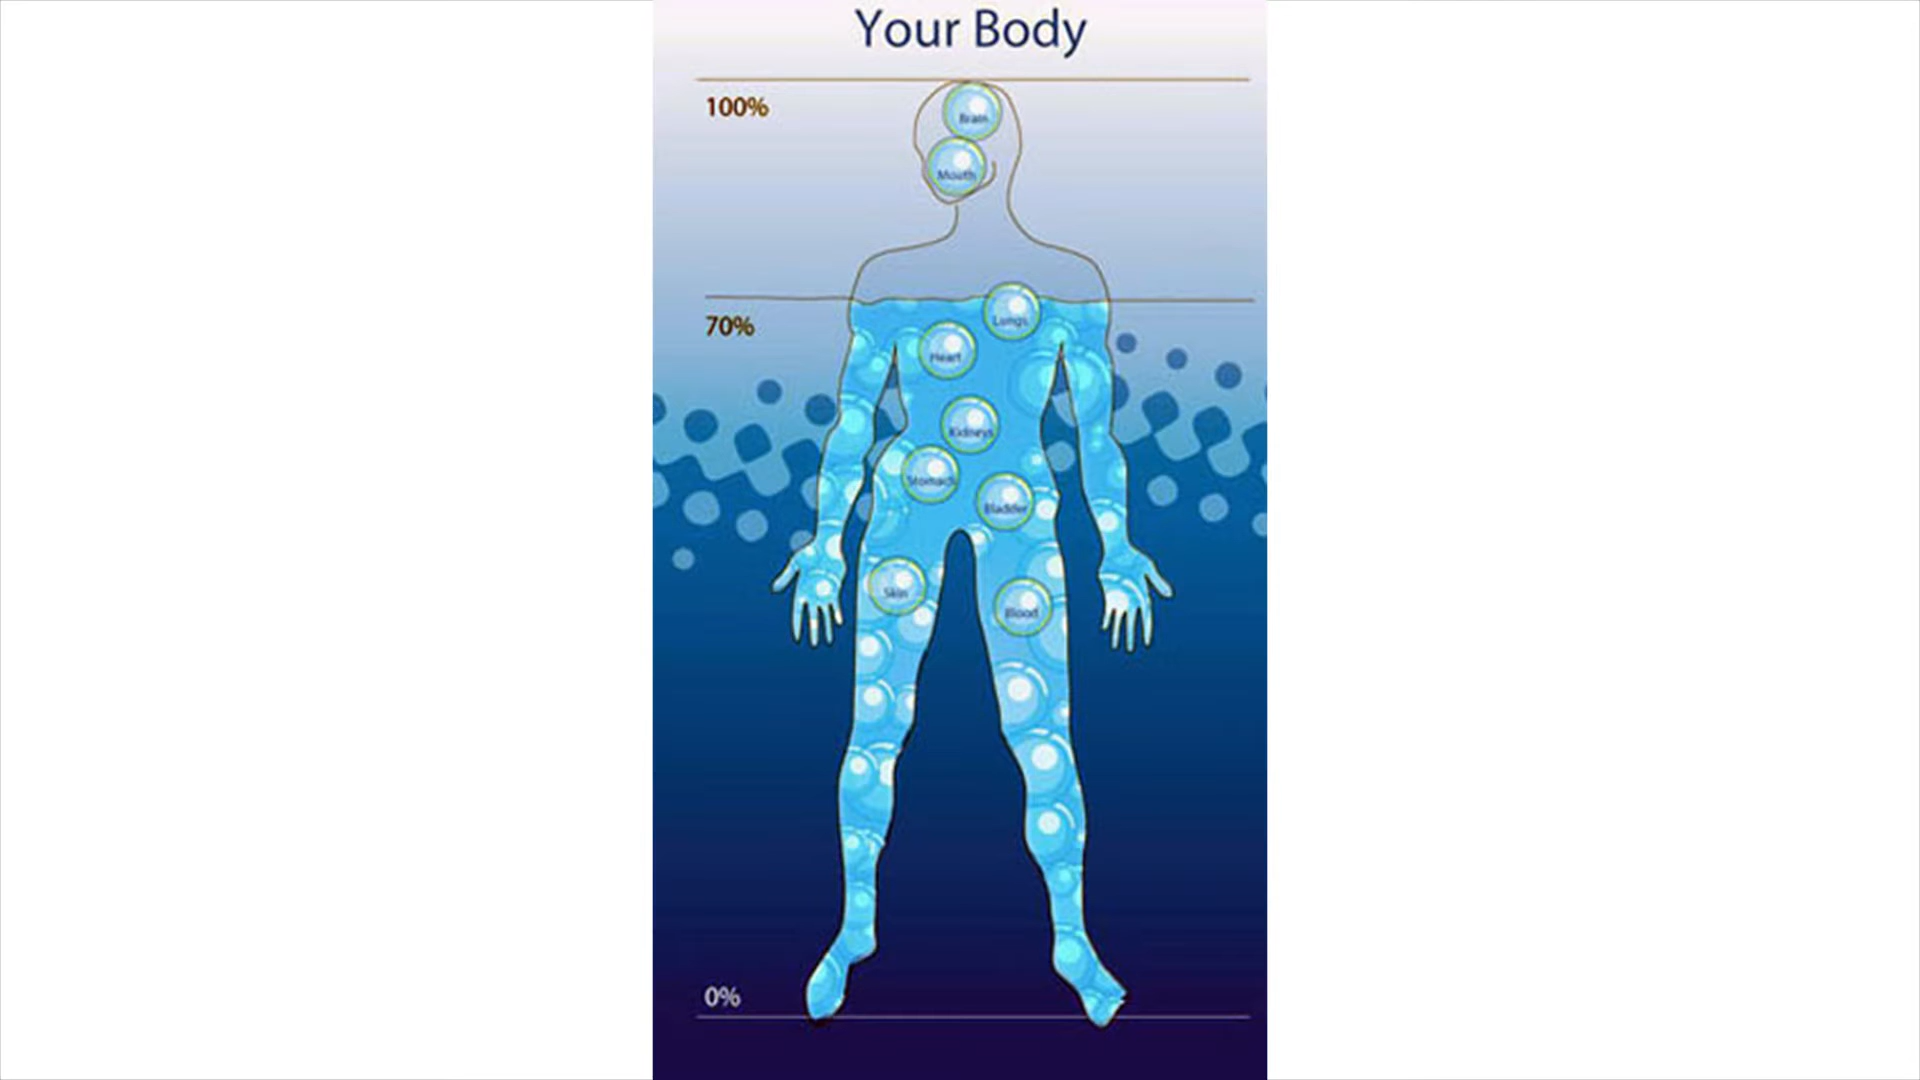 Your Body
100%
Brain
Mouth
Lungs
70%
Heart
Kidneys
Stomach
Bladder
Skin
Blood
0%